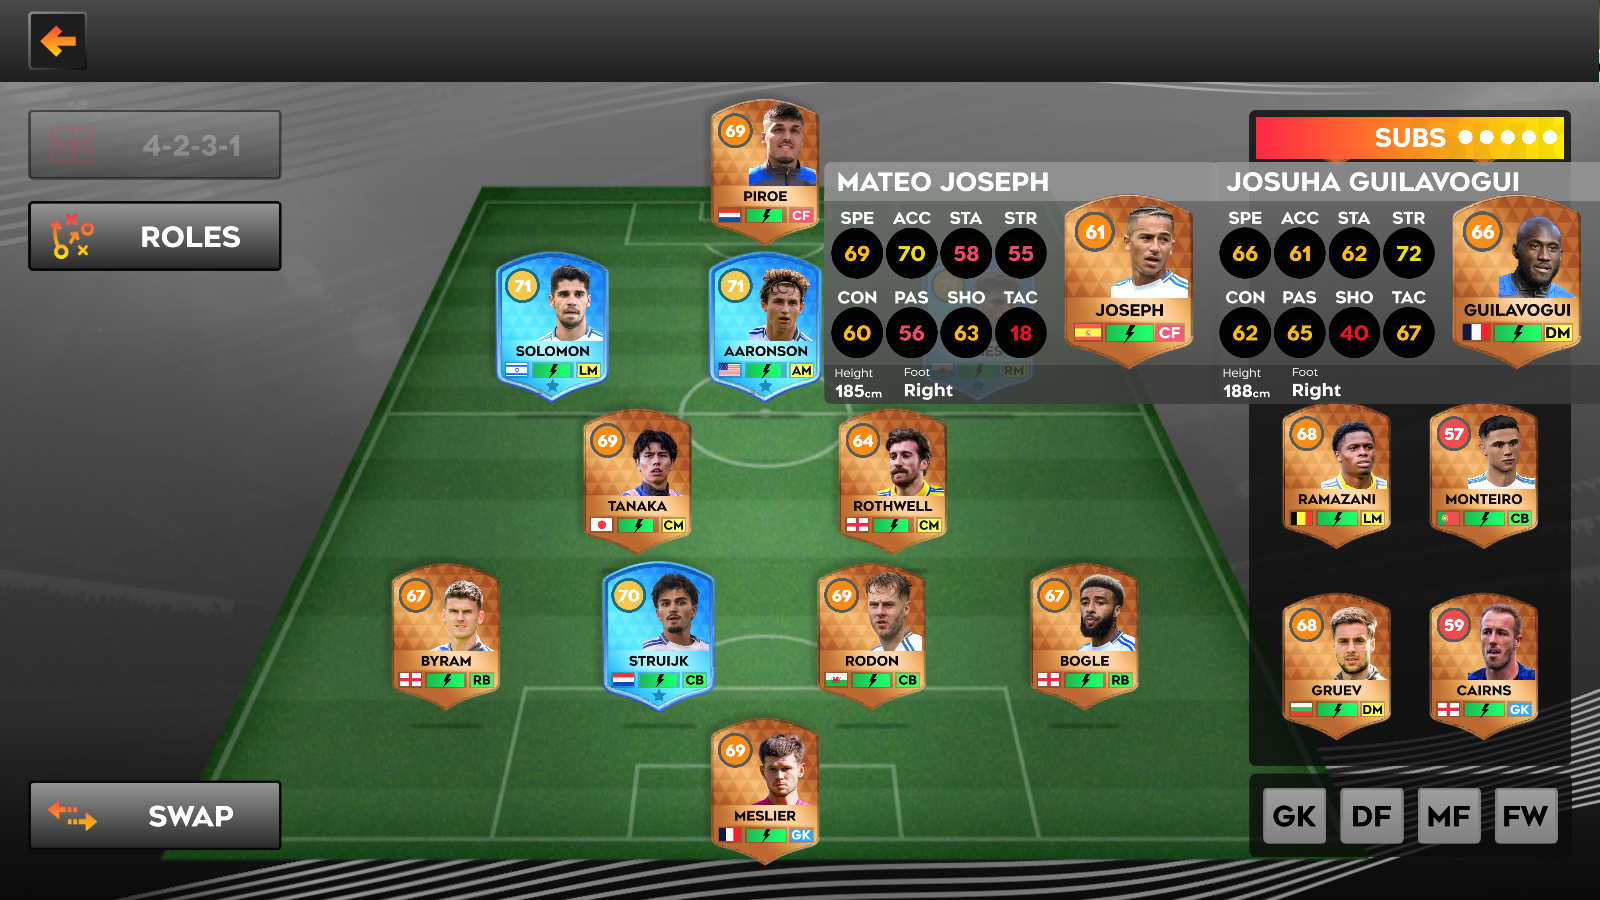 4-2-3-1
ROLES
SWAP
SUBS
69
PIROE
CF
71
SOLOMON
LM
71
AARONSON
AM
RM
MATEO JOSEPH
SPE ACC STA STR
69 70 58 55
CON PAS SHO TAC
60 56 63 18
Height Foot
185cm Right
61
JOSEPH
CF
JOSUHA GUILAVOGUI
SPE ACC STA STR
66 61 62 72
CON PAS SHO TAC
62 65 40 67
Height Foot
188cm Right
66
GUILAVOGUI
DM
69
TANAKA
CM
64
ROTHWELL
CM
68
RAMAZANI
LM
57
MONTEIRO
CB
67
BYRAM
RB
70
STRUIJK
CB
69
RODON
CB
67
BOGLE
RB
68
GRUEV
DM
59
CAIRNS
GK
69
MESLIER
GK
GK DF MF FW